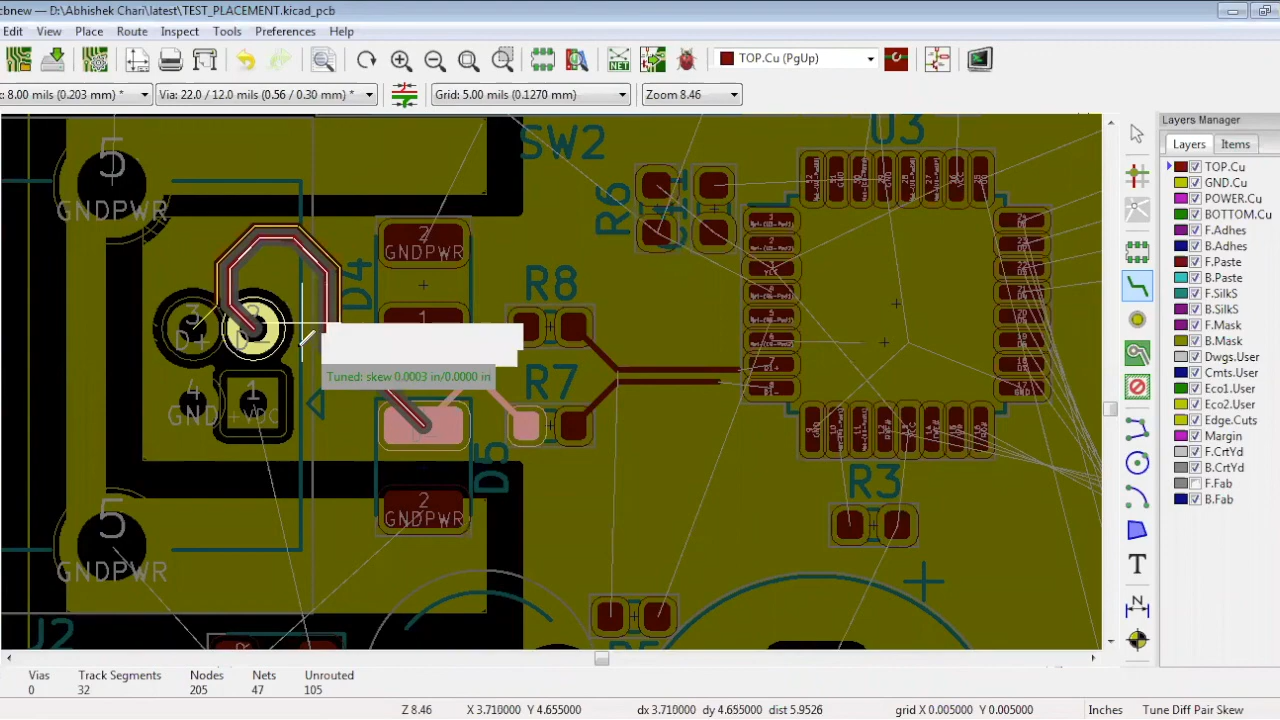 cbnew — D:\Abhishek Chari\latest\TEST_PLACEMENT.kicad_pcb
Edit View Place Route Inspect Tools Preferences Help
NET
TOP.Cu (PgUp)
: 8.00 mils (0.203 mm) *
Via: 22.0 / 12.0 mils (0.56 / 0.30 mm) *
Grid: 5.00 mils (0.1270 mm)
Zoom 8.46
Layers Manager
Layers Items
TOP.Cu
GND.Cu
POWER.Cu
BOTTOM.Cu
F.Adhes
B.Adhes
F.Paste
B.Paste
F.SilkS
B.SilkS
F.Mask
B.Mask
Dwgs.User
Cmts.User
Eco1.User
Eco2.User
Edge.Cuts
Margin
F.CrtYd
B.CrtYd
F.Fab
B.Fab
SW2
U3
5
GNDPWR
R6
2
GNDPWR
D4
1
R8
3
D+
4
GND
1
+VDC
Tuned: skew 0.0003 in/0.0000 in
R7
D5
2
GNDPWR
R3
5
GNDPWR
J2
T
N
Vias
0
Track Segments
32
Nodes
205
Nets
47
Unrouted
105
Z 8.46
X 3.710000 Y 4.655000
dx 3.710000 dy 4.655000 dist 5.9526
grid X 0.005000 Y 0.005000
Inches
Tune Diff Pair Skew